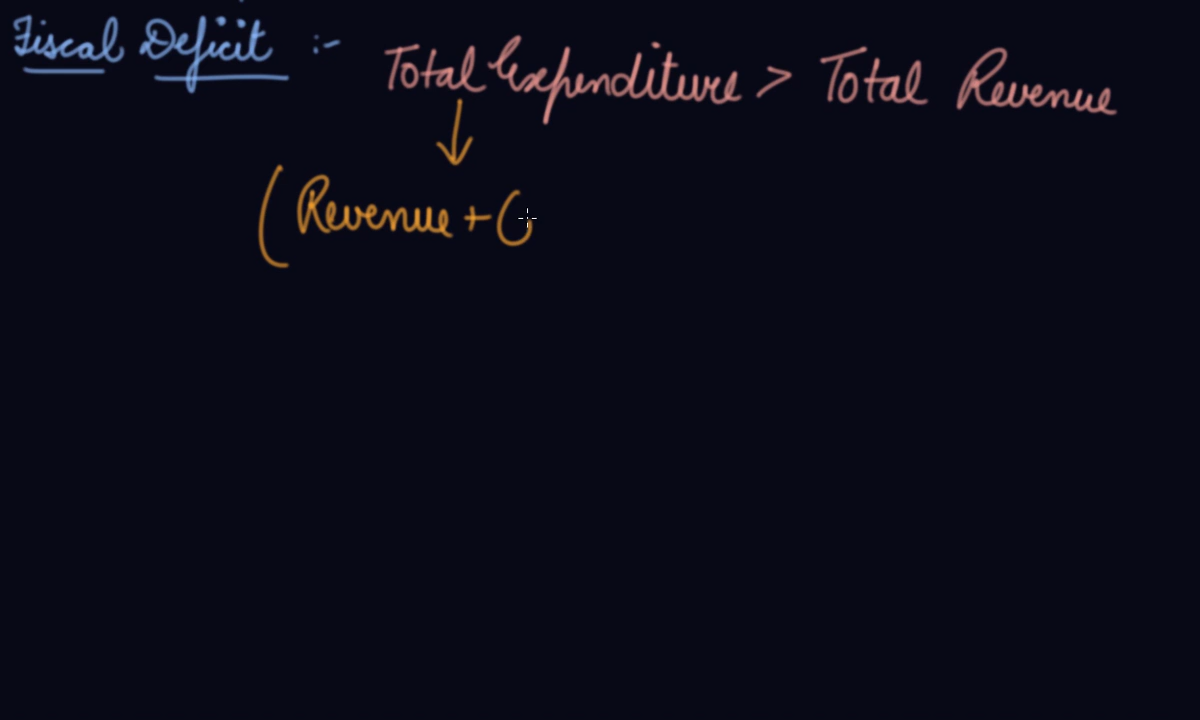 Fiscal Deficit :- Total Expenditure > Total Revenue
(Revenue + C